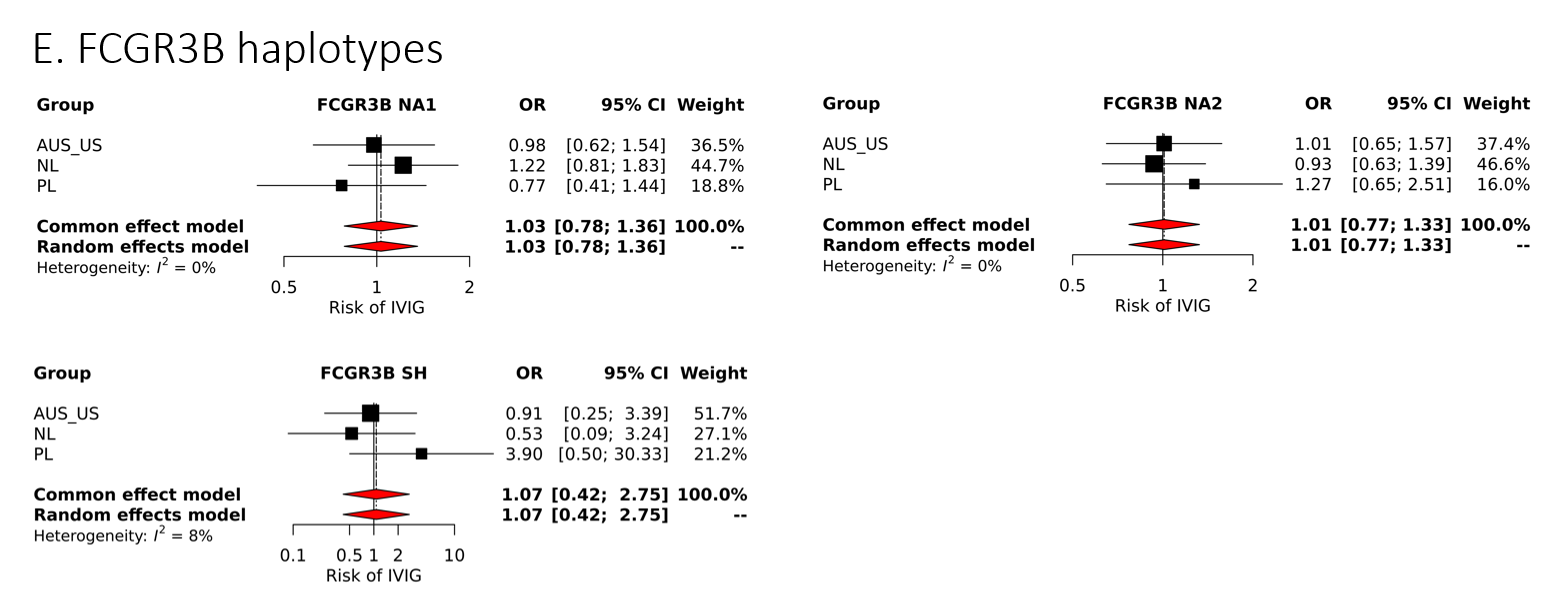 E. FCGR3B haplotypes
Group FCGR3B NA1 OR 95% CI Weight
AUS_US 0.98 [0.62; 1.54] 36.5%
NL 1.22 [0.81; 1.83] 44.7%
PL 0.77 [0.41; 1.44] 18.8%
Common effect model 1.03 [0.78; 1.36] 100.0%
Random effects model 1.03 [0.78; 1.36] --
Heterogeneity: I² = 0%
0.5 1 2
Risk of IVIG
Group FCGR3B NA2 OR 95% CI Weight
AUS_US 1.01 [0.65; 1.57] 37.4%
NL 0.93 [0.63; 1.39] 46.6%
PL 1.27 [0.65; 2.51] 16.0%
Common effect model 1.01 [0.77; 1.33] 100.0%
Random effects model 1.01 [0.77; 1.33] --
Heterogeneity: I² = 0%
0.5 1 2
Risk of IVIG
Group FCGR3B SH OR 95% CI Weight
AUS_US 0.91 [0.25; 3.39] 51.7%
NL 0.53 [0.09; 3.24] 27.1%
PL 3.90 [0.50; 30.33] 21.2%
Common effect model 1.07 [0.42; 2.75] 100.0%
Random effects model 1.07 [0.42; 2.75] --
Heterogeneity: I² = 8%
0.1 0.5 1 2 10
Risk of IVIG